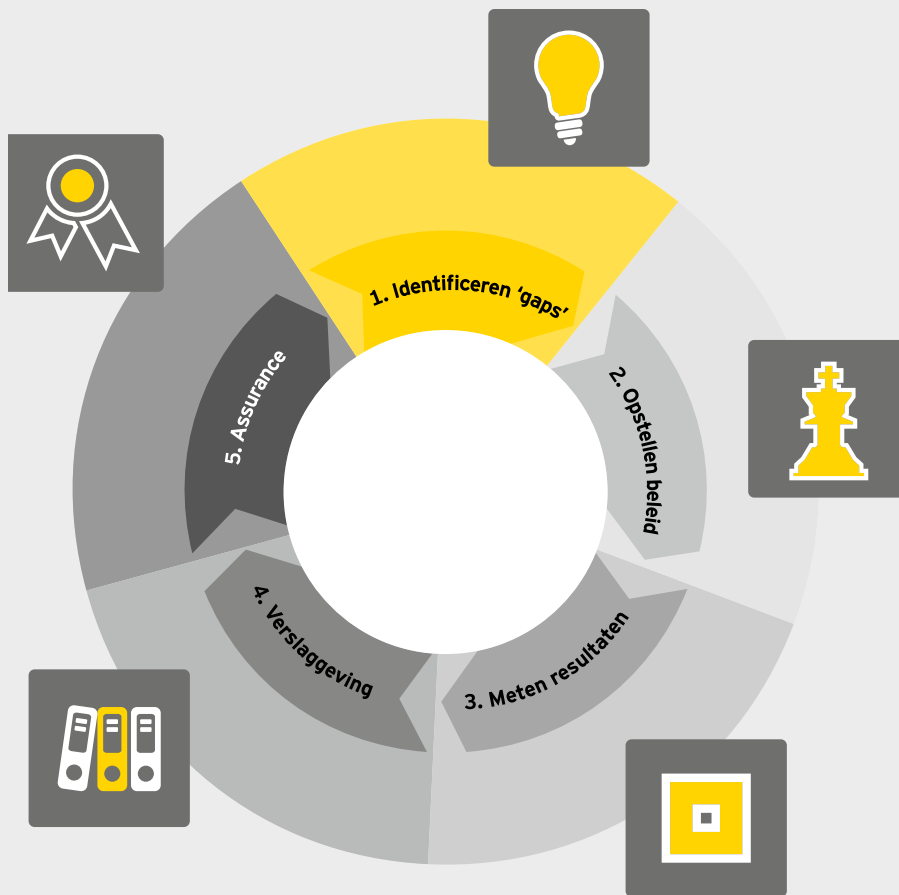 1. Identificeren ‘gaps’
2. Opstellen beleid
3. Meten resultaten
4. Verslaggeving
5. Assurance